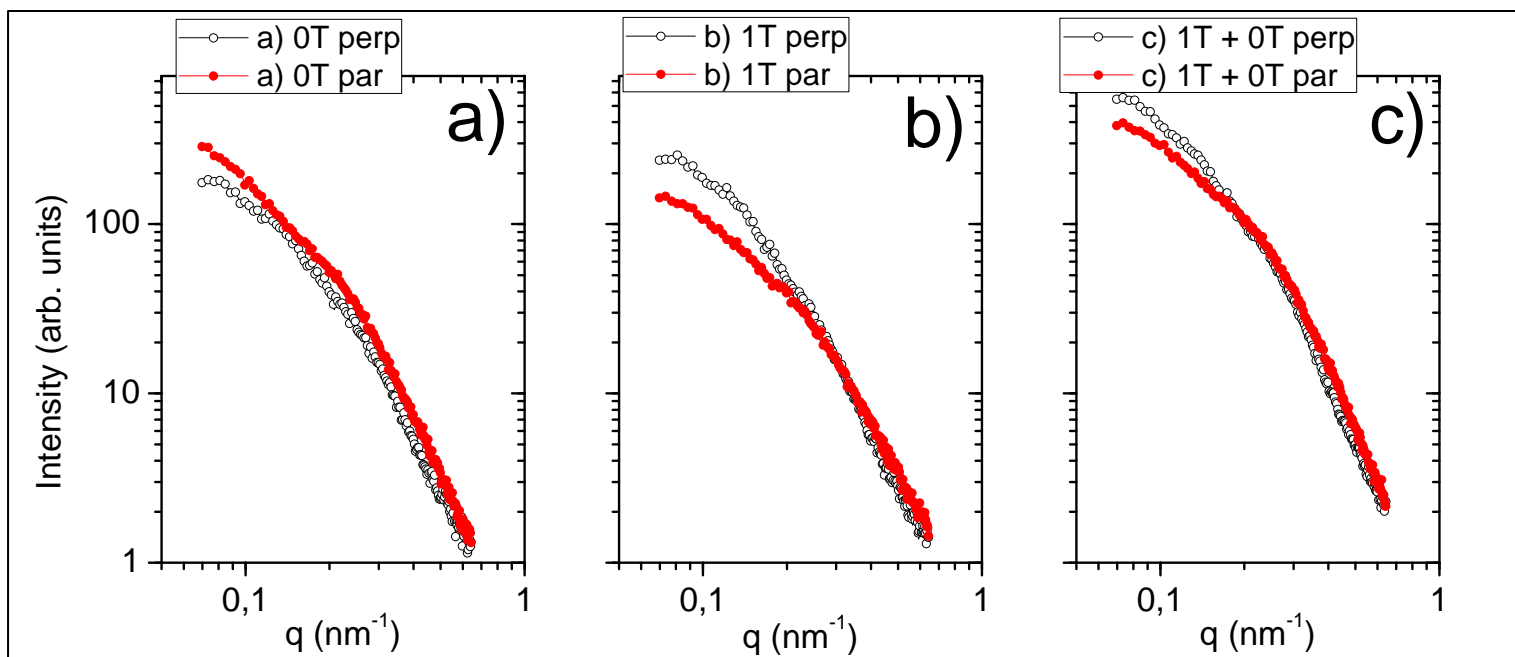 a) 0T perp
a) 0T par
b) 1T perp
b) 1T par
c) 1T + 0T perp
c) 1T + 0T par
a)
b)
c)
Intensity (arb. units)
100
10
1
0,1 1
0,1 1
0,1 1
q (nm⁻¹)
q (nm⁻¹)
q (nm⁻¹)